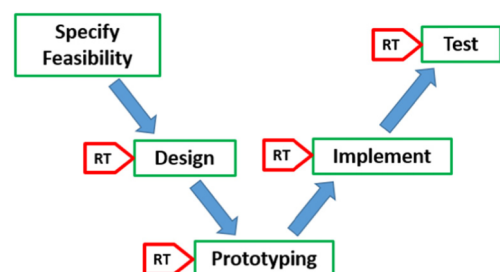 Specify
Feasibility
RT
Test
RT
Design
RT
Implement
RT
Prototyping